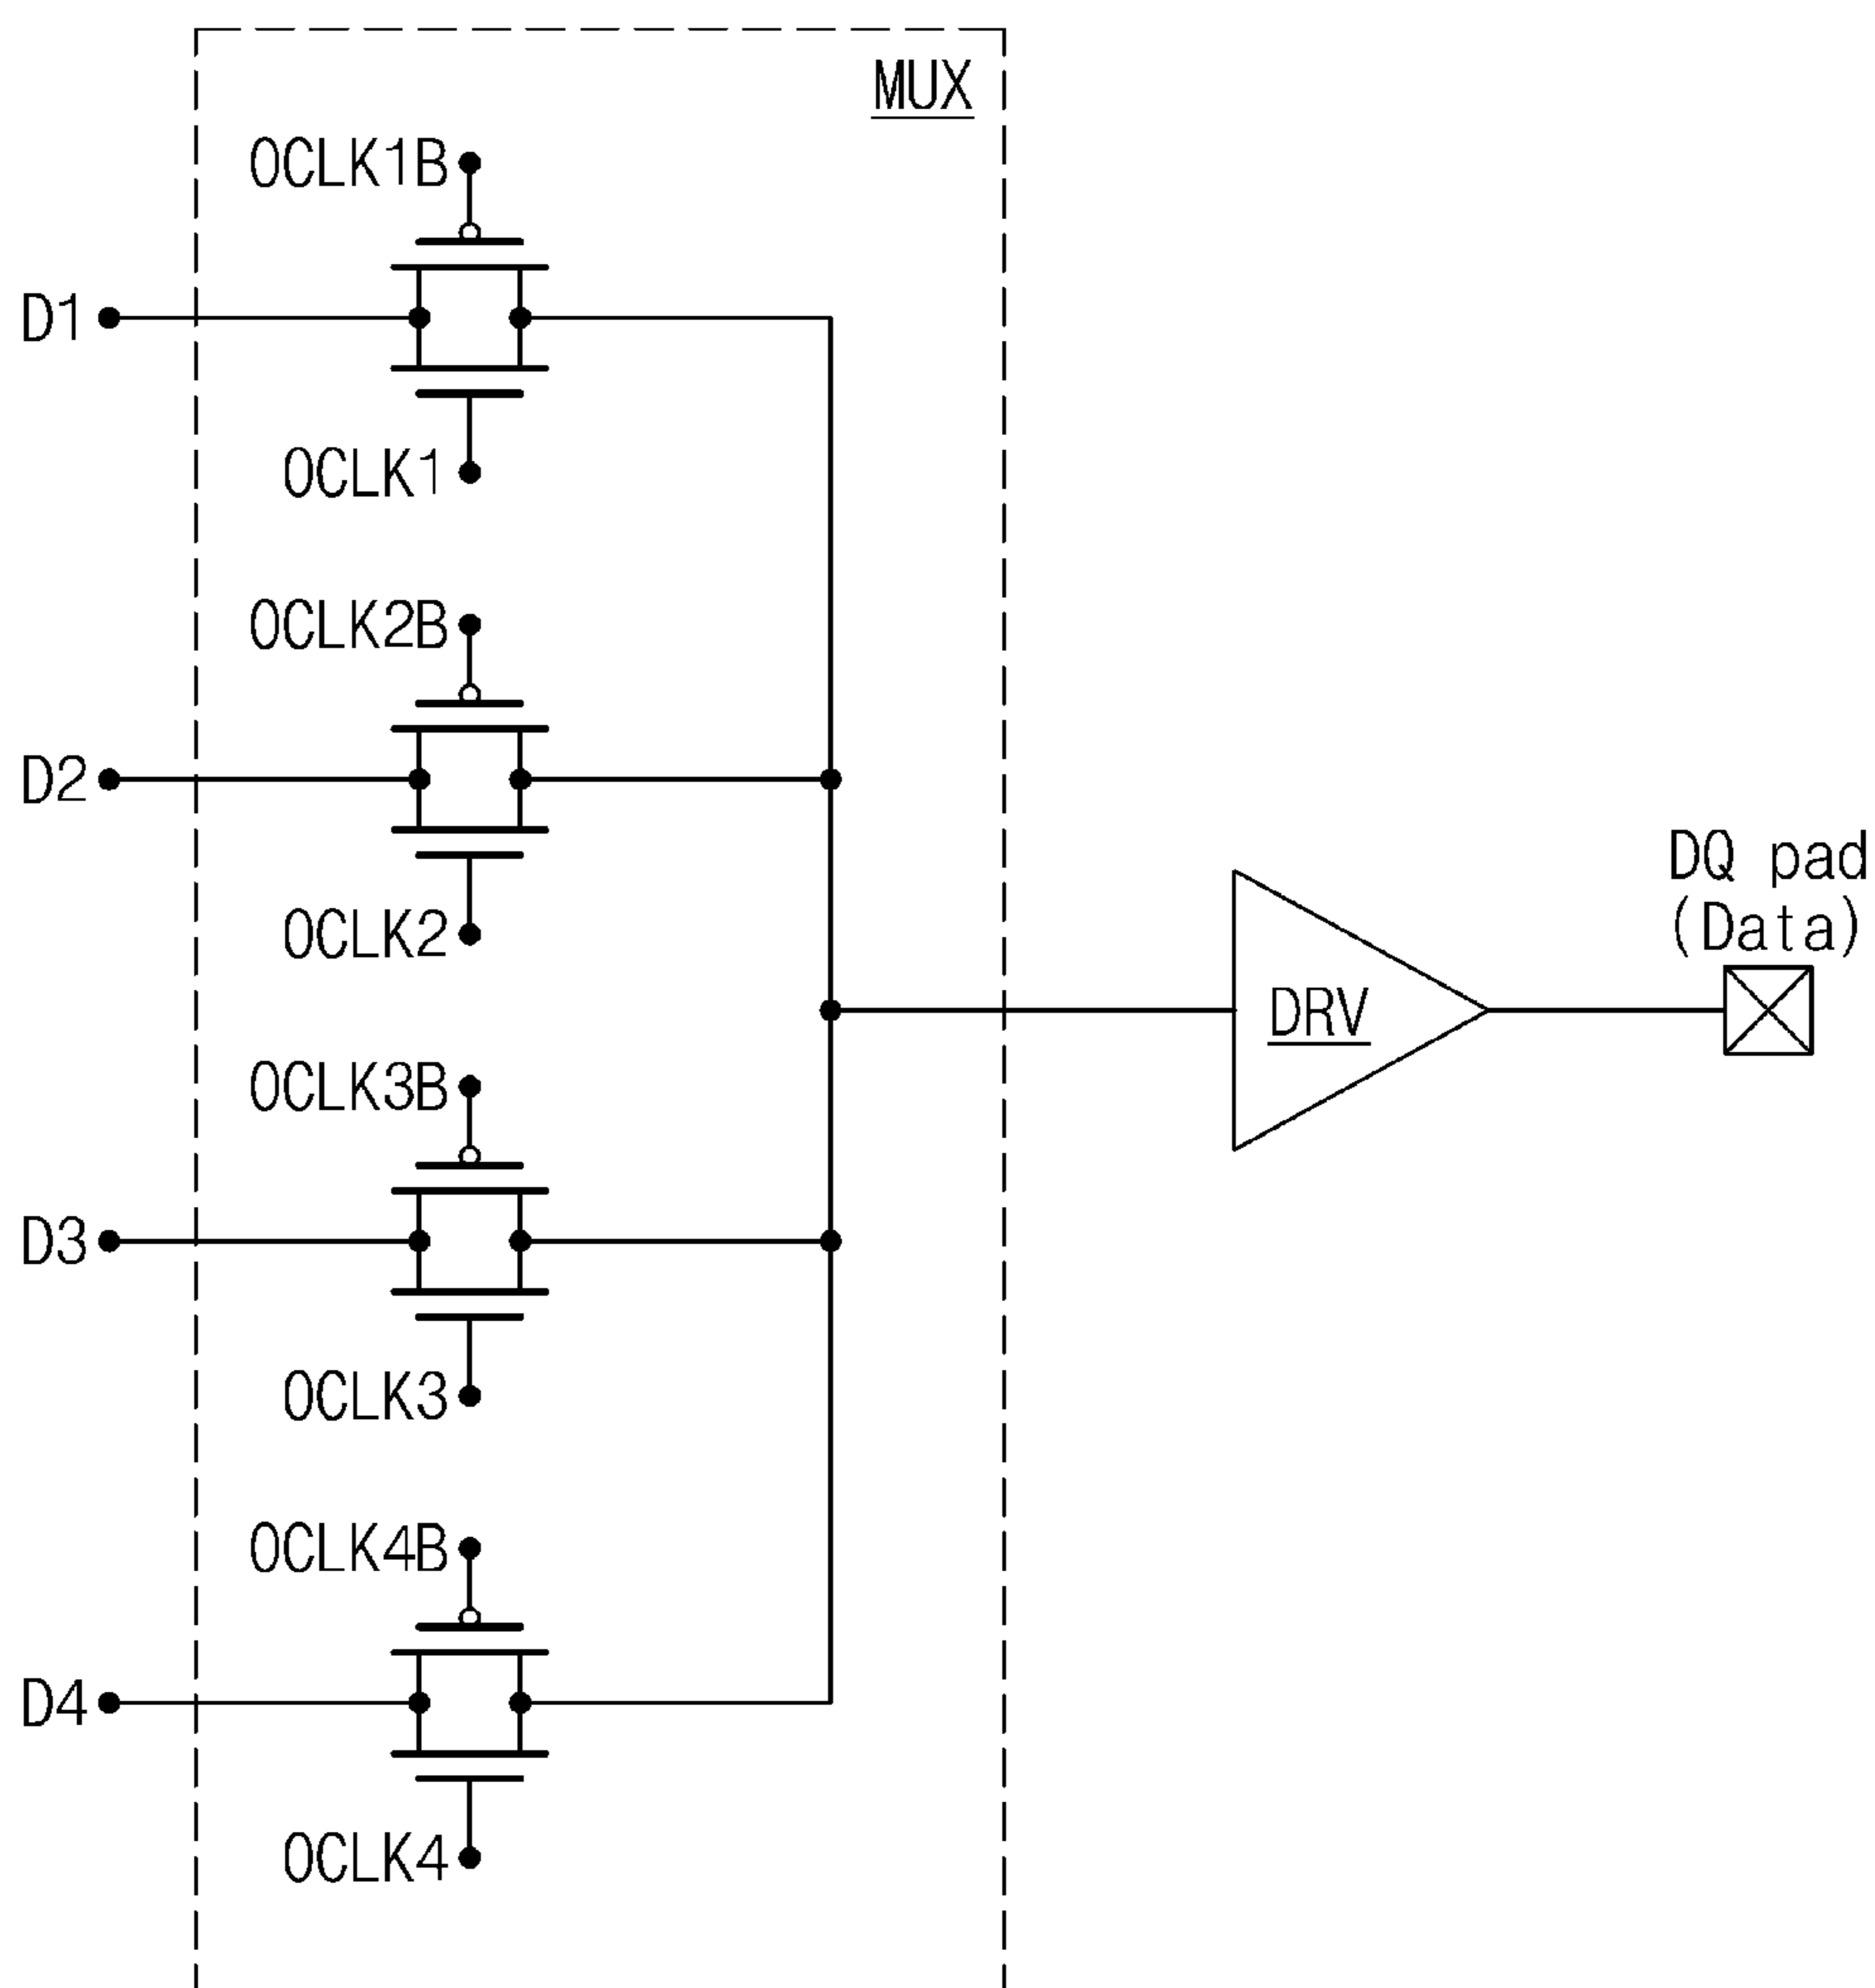 MUX
OCLK1B
D1
OCLK1
OCLK2B
D2
OCLK2
DQ pad
(Data)
DRV
OCLK3B
D3
OCLK3
OCLK4B
D4
OCLK4